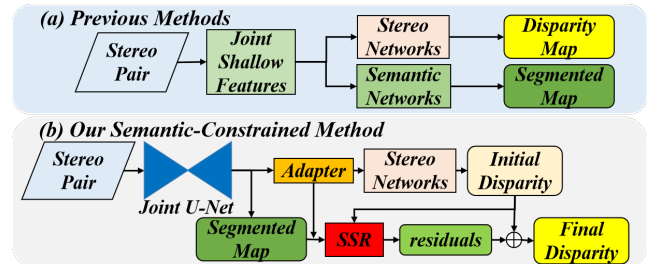 (a) Previous Methods
Stereo
Pair
Joint
Shallow
Features
Stereo
Networks
Disparity
Map
Semantic
Networks
Segmented
Map
(b) Our Semantic-Constrained Method
Stereo
Pair
Joint U-Net
Adapter
Stereo
Networks
Initial
Disparity
Segmented
Map
SSR
residuals
Final
Disparity